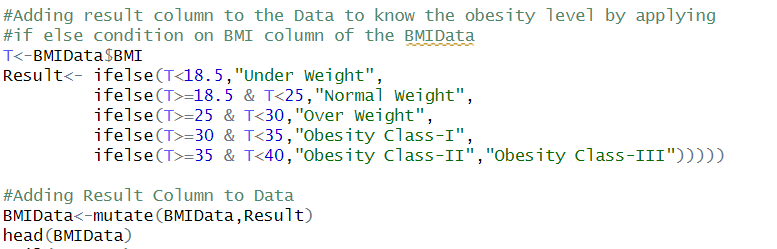 #Adding result column to the Data to know the obesity level by applying
#if else condition on BMI column of the BMIData
T<-BMIData$BMI
Result<- ifelse(T<18.5,"Under Weight",
ifelse(T>=18.5 & T<25,"Normal Weight",
ifelse(T>=25 & T<30,"Over Weight",
ifelse(T>=30 & T<35,"Obesity Class-I",
ifelse(T>=35 & T<40,"Obesity Class-II","Obesity Class-III")))))
#Adding Result Column to Data
BMIData<-mutate(BMIData,Result)
head(BMIData)